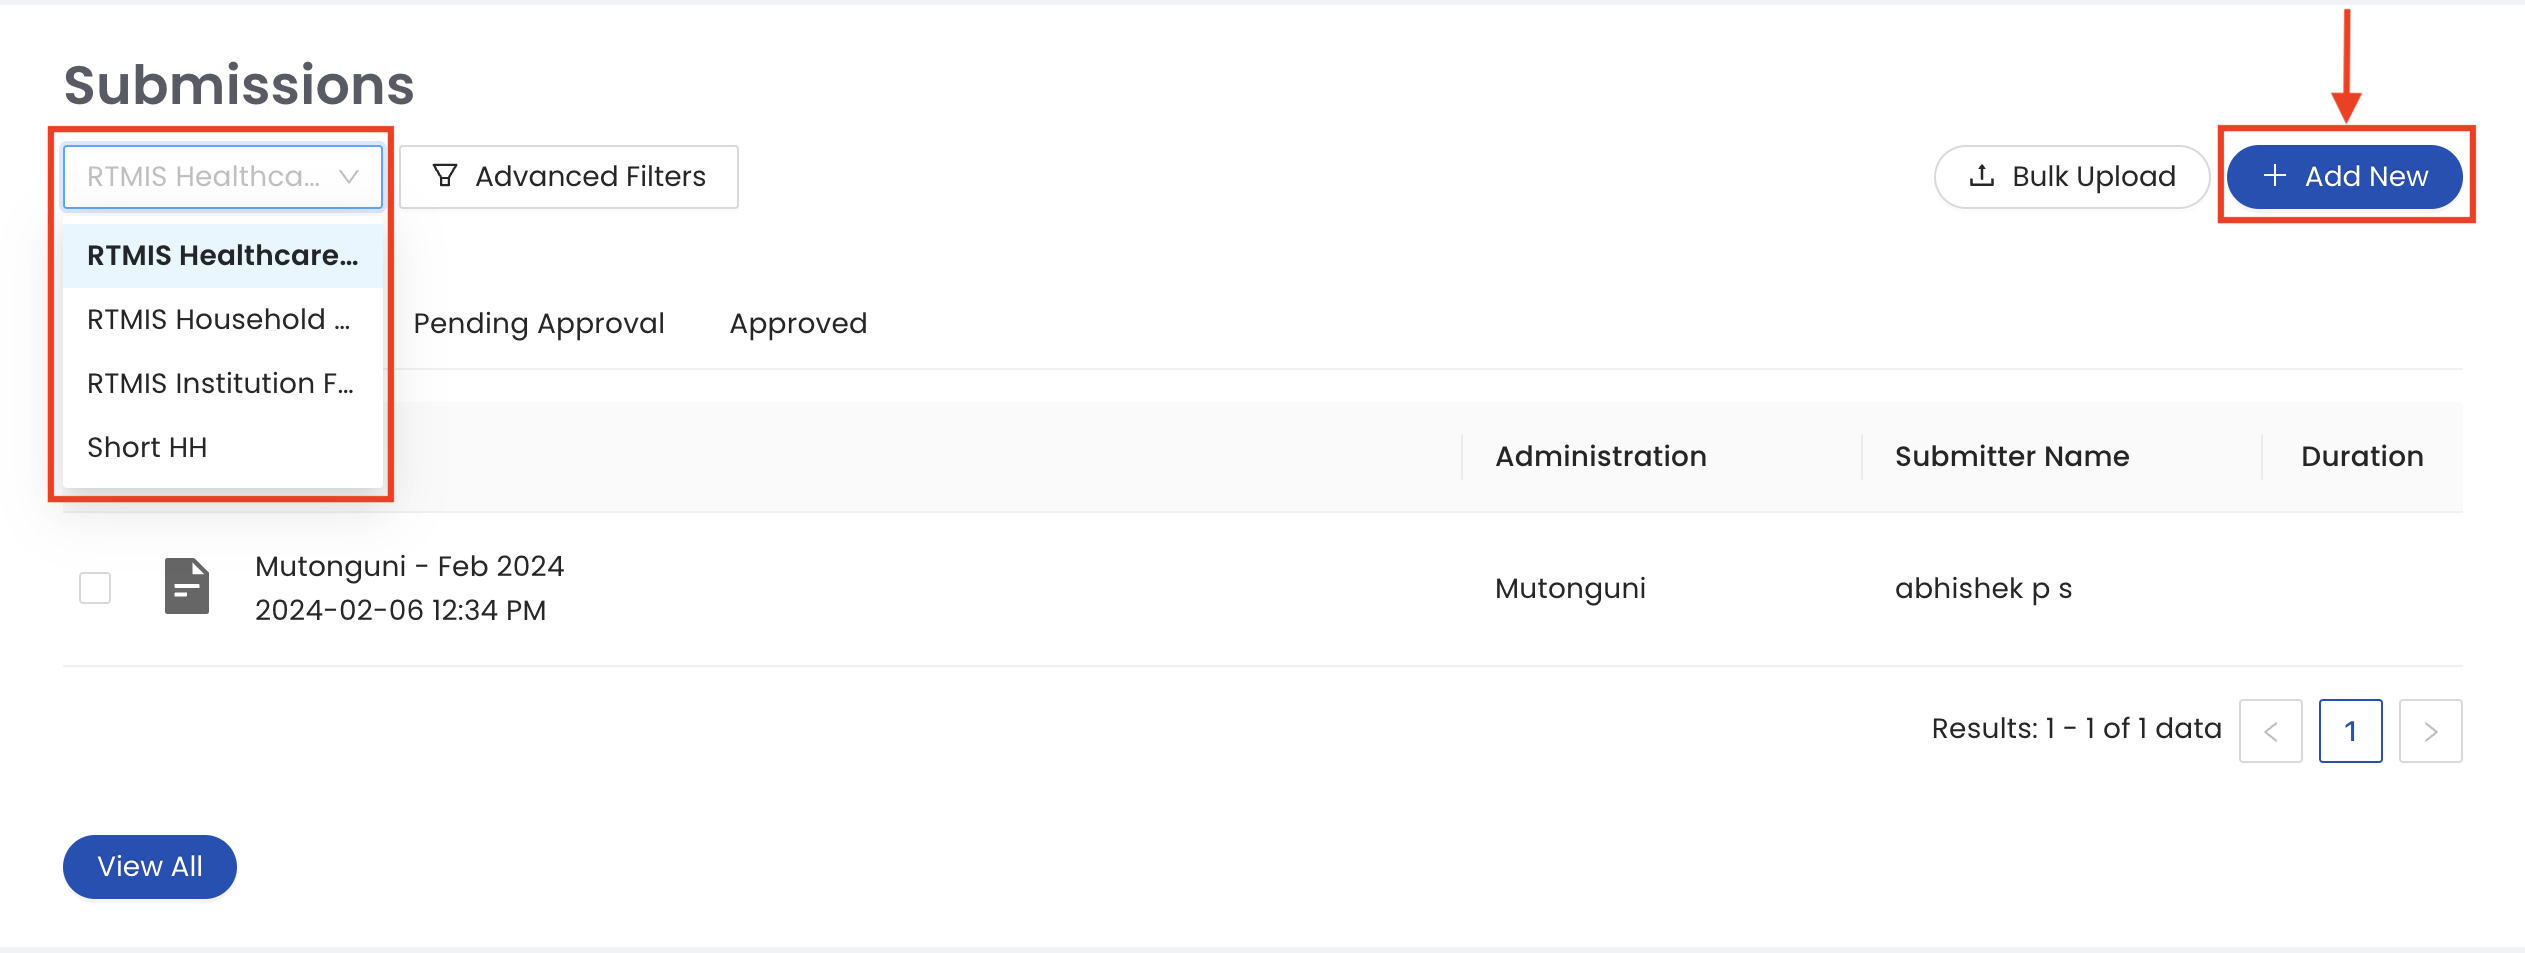 Submissions
RTMIS Healthca...
Advanced Filters
Bulk Upload
+ Add New
RTMIS Healthcare...
RTMIS Household ...
RTMIS Institution F...
Short HH
Pending Approval
Approved
Administration
Submitter Name
Duration
Mutonguni - Feb 2024
2024-02-06 12:34 PM
Mutonguni
abhishek p s
Results: 1 - 1 of 1 data
< 1 >
View All